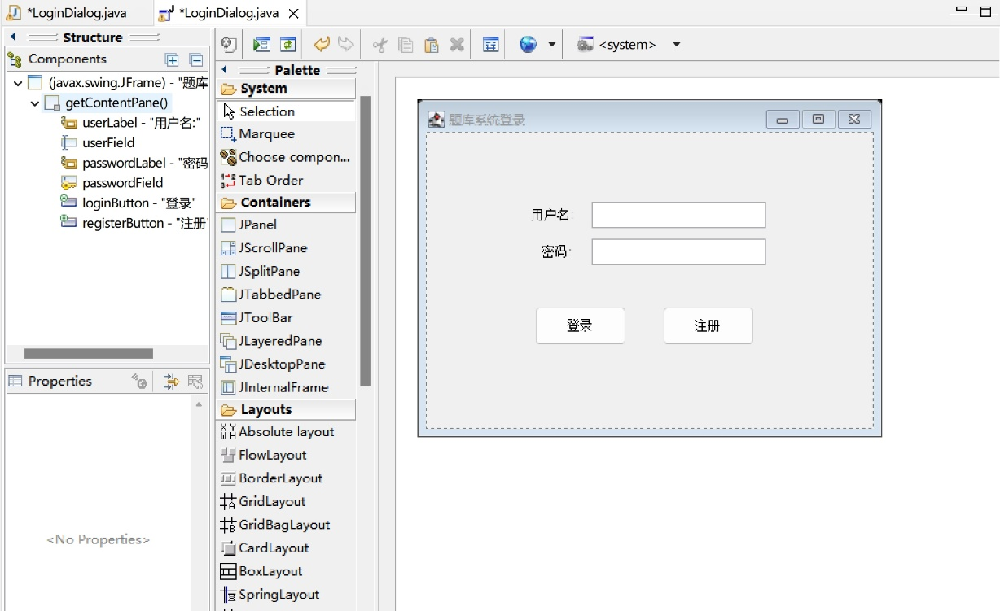 *LoginDialog.java
*LoginDialog.java
Structure
Components
(javax.swing.JFrame) - "题库
getContentPane()
userLabel - "用户名:"
userField
passwordLabel - "密码
passwordField
loginButton - "登录"
registerButton - "注册"
Properties
<No Properties>
<system>
Palette
System
Selection
Marquee
Choose compon...
Tab Order
Containers
JPanel
JScrollPane
JSplitPane
JTabbedPane
JToolBar
JLayeredPane
JDesktopPane
JInternalFrame
Layouts
Absolute layout
FlowLayout
BorderLayout
GridLayout
GridBagLayout
CardLayout
BoxLayout
SpringLayout
题库系统登录
用户名:
密码:
登录
注册